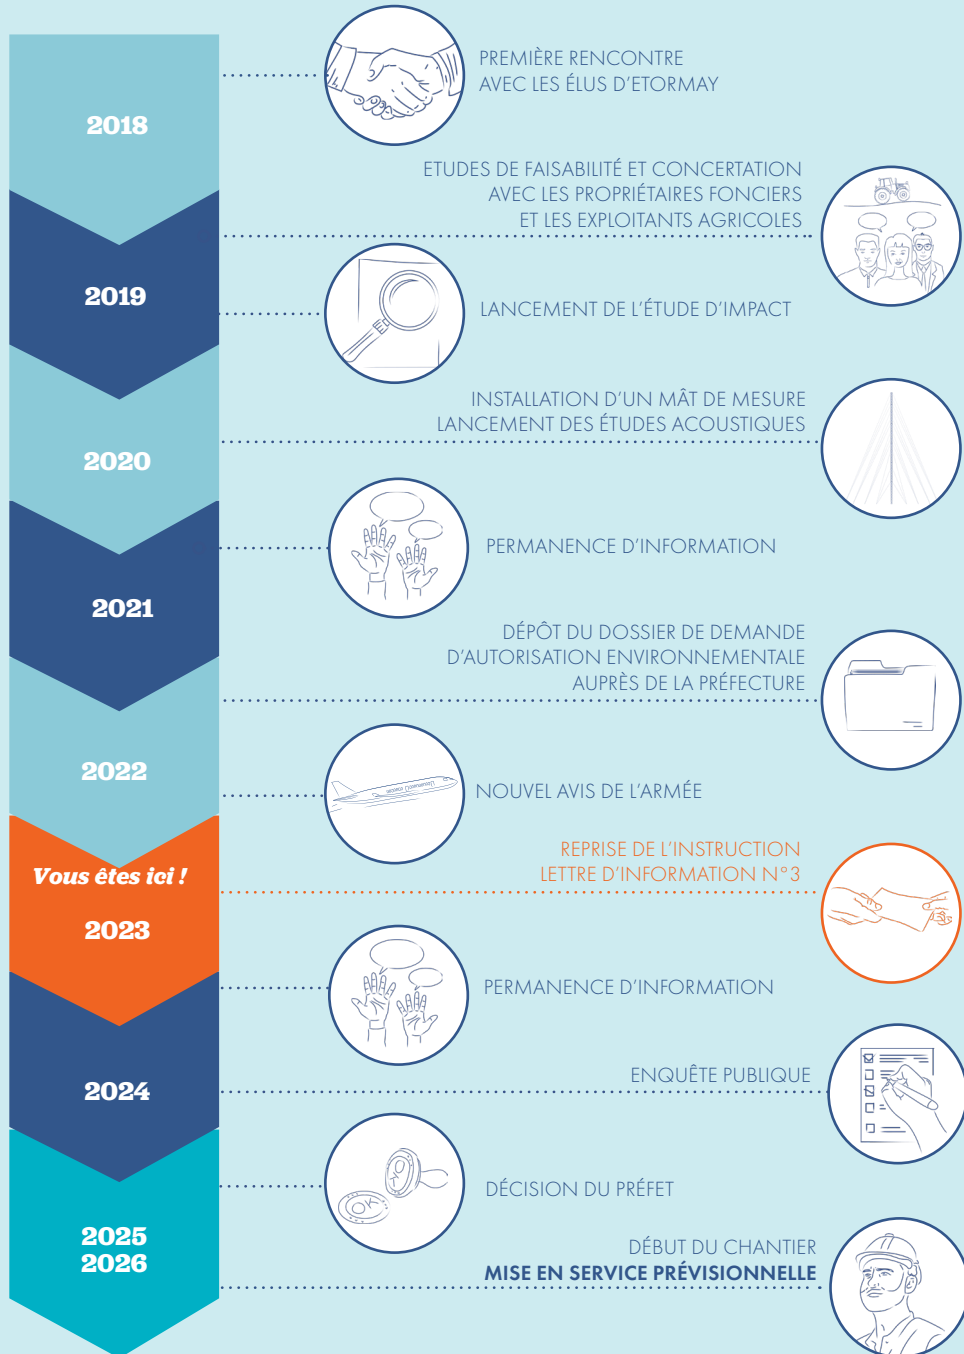 2018
PREMIÈRE RENCONTRE
AVEC LES ÉLUS D'ETORMAY
ETUDES DE FAISABILITÉ ET CONCERTATION
AVEC LES PROPRIÉTAIRES FONCIERS
ET LES EXPLOITANTS AGRICOLES
2019
LANCEMENT DE L'ÉTUDE D'IMPACT
INSTALLATION D'UN MÂT DE MESURE
LANCEMENT DES ÉTUDES ACOUSTIQUES
2020
PERMANENCE D'INFORMATION
2021
DÉPÔT DU DOSSIER DE DEMANDE
D'AUTORISATION ENVIRONNEMENTALE
AUPRÈS DE LA PRÉFECTURE
2022
NOUVEL AVIS DE L'ARMÉE
Vous êtes ici !
2023
REPRISE DE L'INSTRUCTION
LETTRE D'INFORMATION N°3
PERMANENCE D'INFORMATION
2024
ENQUÊTE PUBLIQUE
OK
OK
DÉCISION DU PRÉFET
2025
2026
DÉBUT DU CHANTIER
MISE EN SERVICE PRÉVISIONNELLE